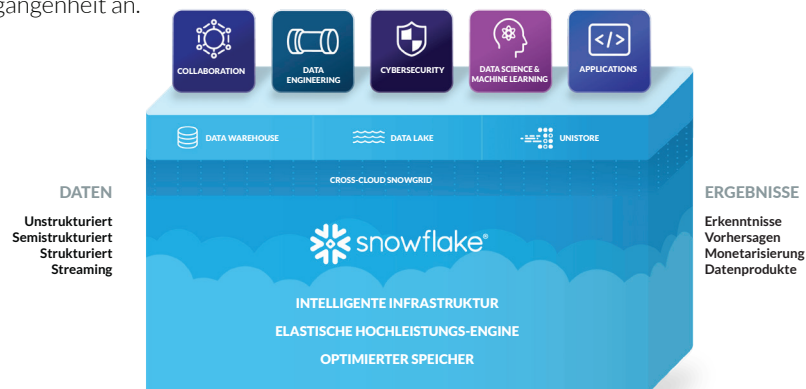 gangenheit an.
COLLABORATION
DATA
ENGINEERING
CYBERSECURITY
DATA SCIENCE &
MACHINE LEARNING
</>
APPLICATIONS
DATA WAREHOUSE
DATA LAKE
UNISTORE
CROSS-CLOUD SNOWGRID
DATEN
Unstrukturiert
Semistrukturiert
Strukturiert
Streaming
snowflake®
INTELLIGENTE INFRASTRUKTUR
ELASTISCHE HOCHLEISTUNGS-ENGINE
OPTIMIERTER SPEICHER
ERGEBNISSE
Erkenntnisse
Vorhersagen
Monetarisierung
Datenprodukte